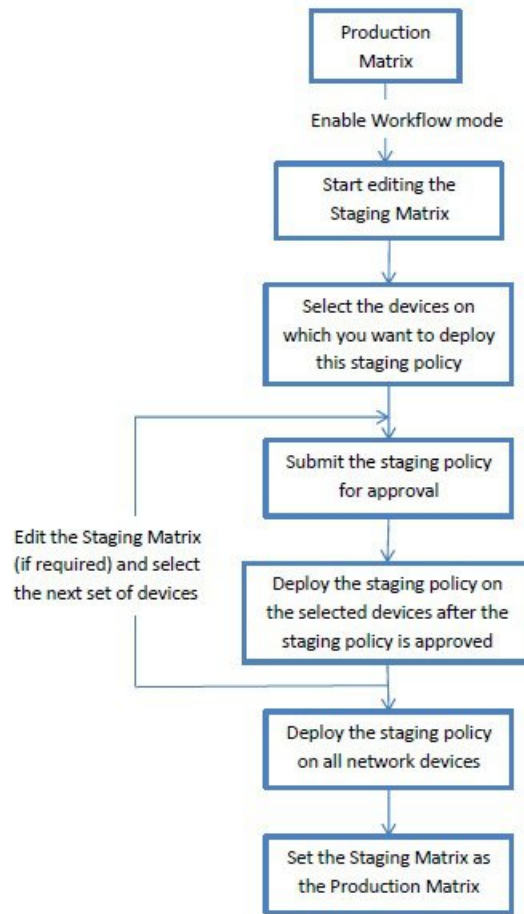 Production
Matrix
Enable Workflow mode
Start editing the
Staging Matrix
Select the devices on
which you want to deploy
this staging policy
Submit the staging policy
for approval
Edit the Staging Matrix
(if required) and select
the next set of devices
Deploy the staging policy on
the selected devices after the
staging policy is approved
Deploy the staging policy
on all network devices
Set the Staging Matrix as
the Production Matrix